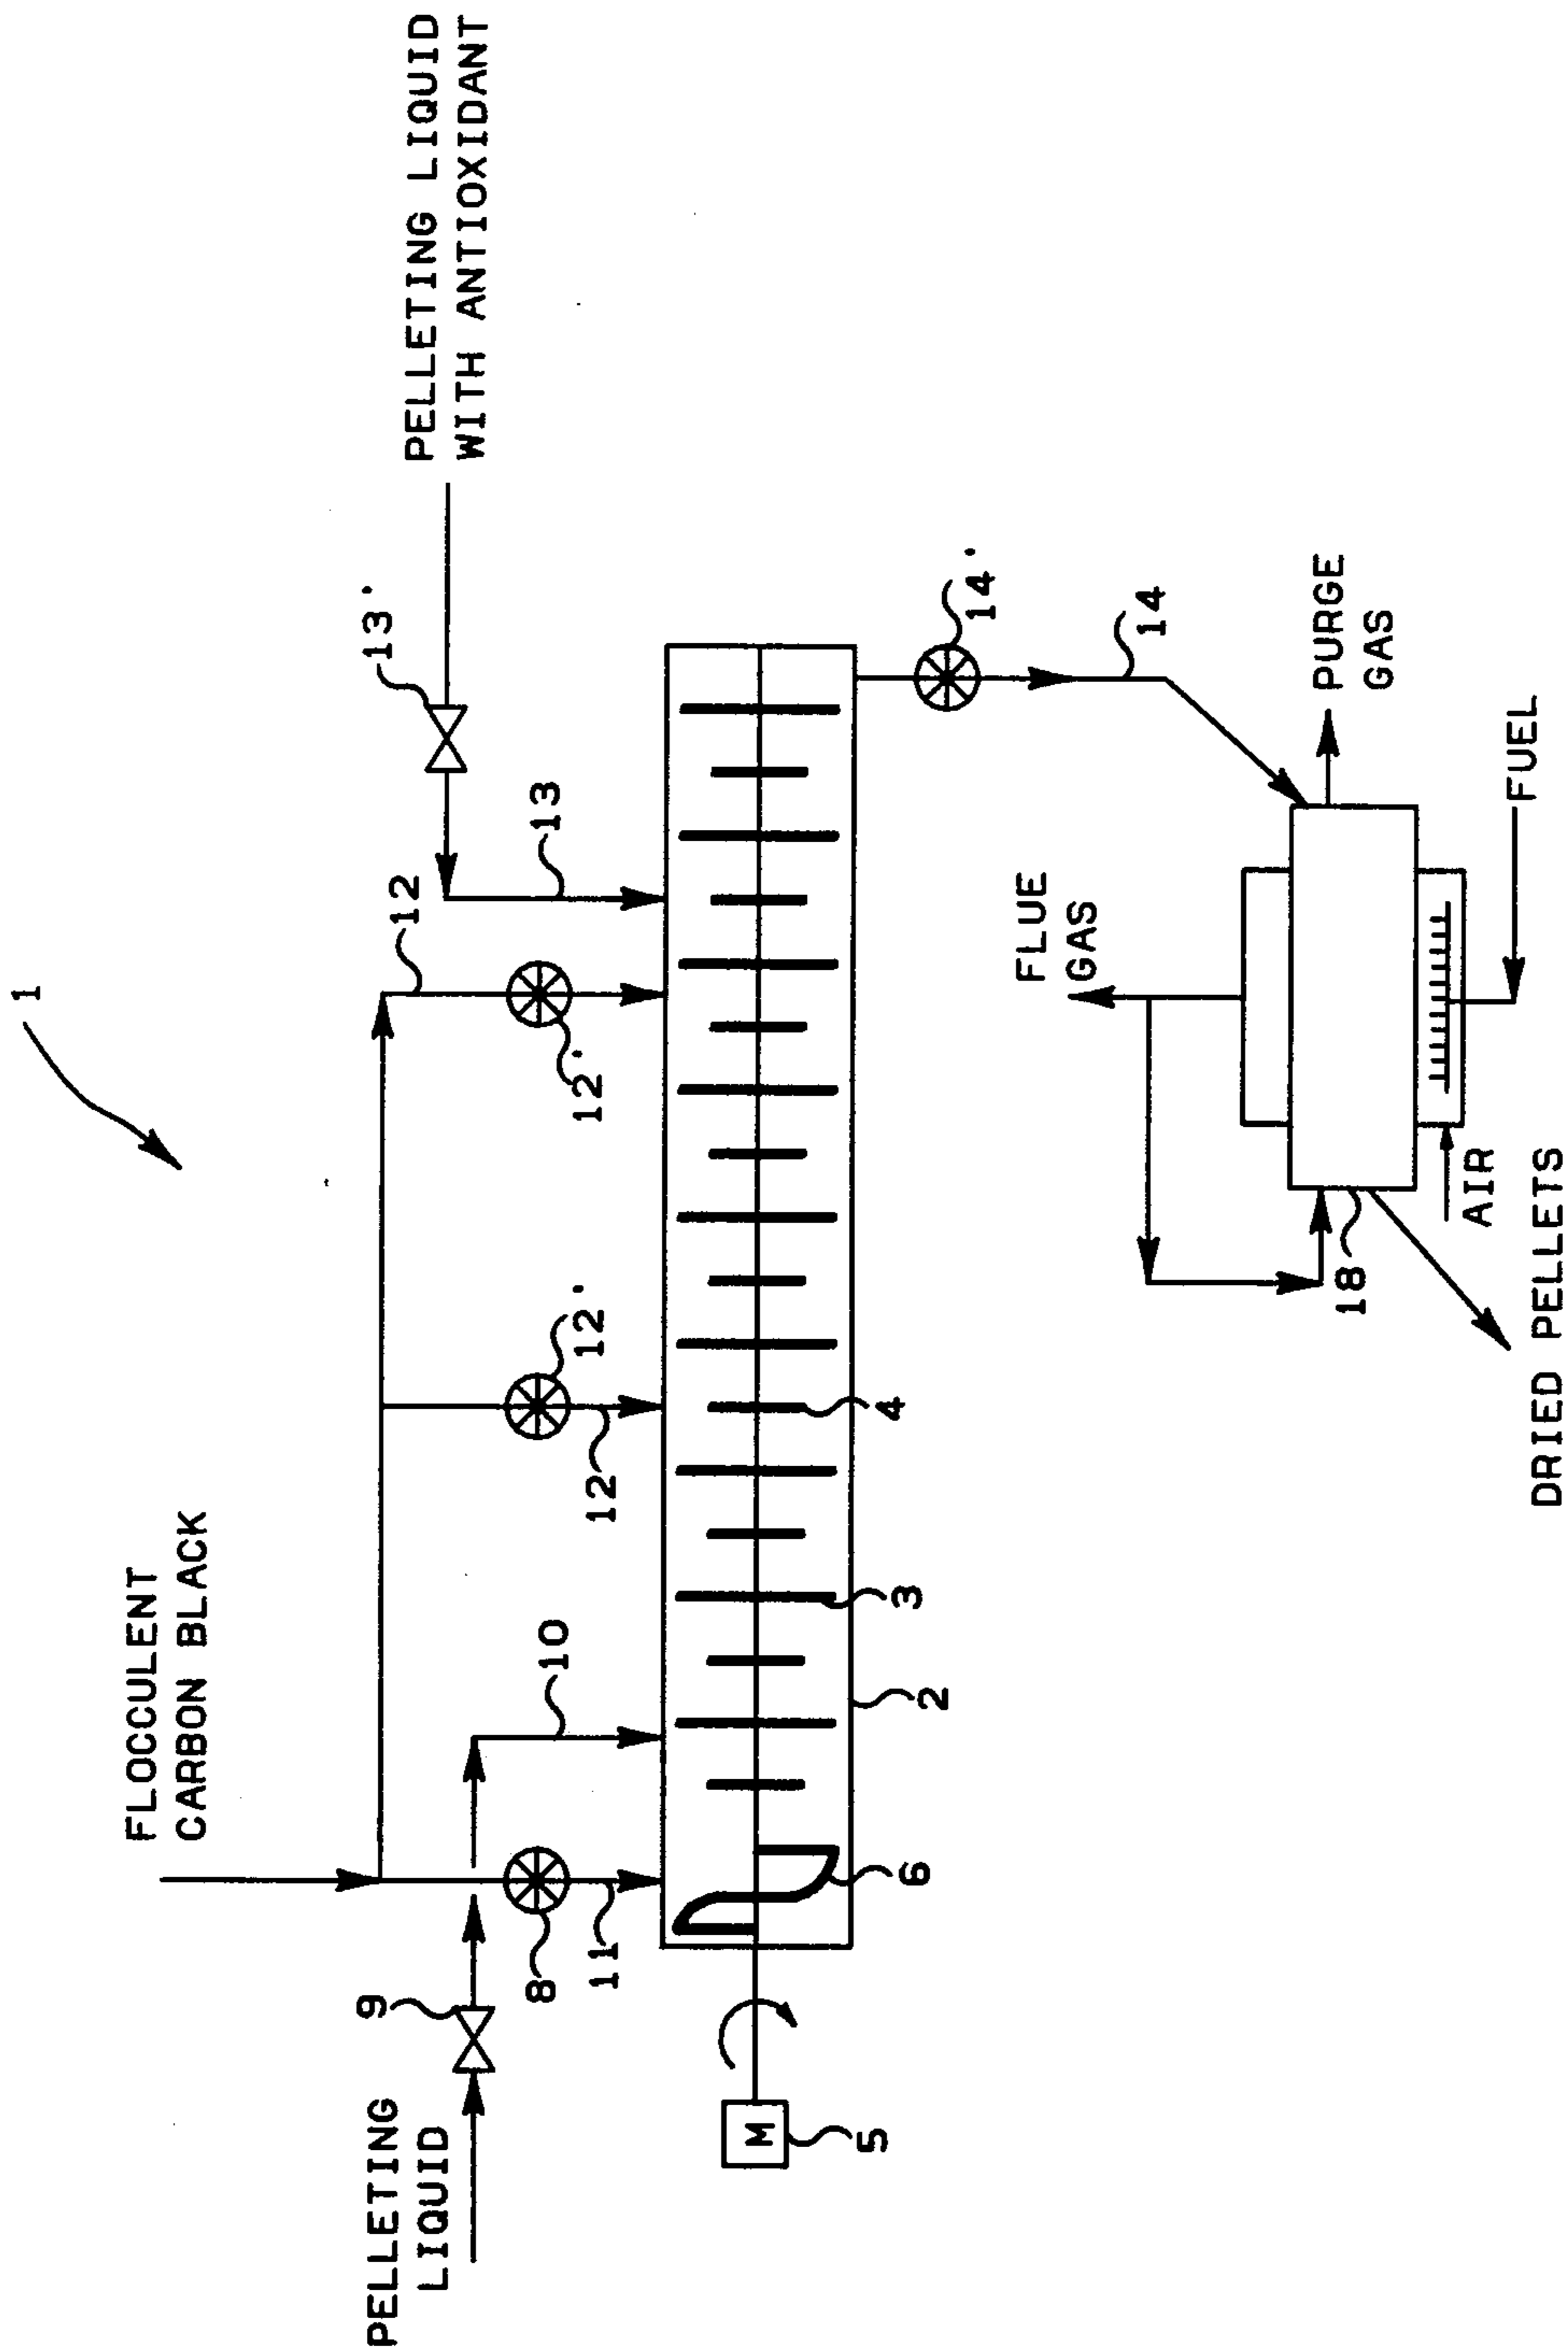 1
FLOCCULENT
CARBON BLACK
PELLETING
LIQUID
PELLETING LIQUID
WITH ANTIOXIDANT
9
8
11
10
12
12'
12
12'
13
13'
5
M
6
2
3
4
14'
14
FLUE
GAS
PURGE
GAS
18
AIR
FUEL
DRIED PELLETS